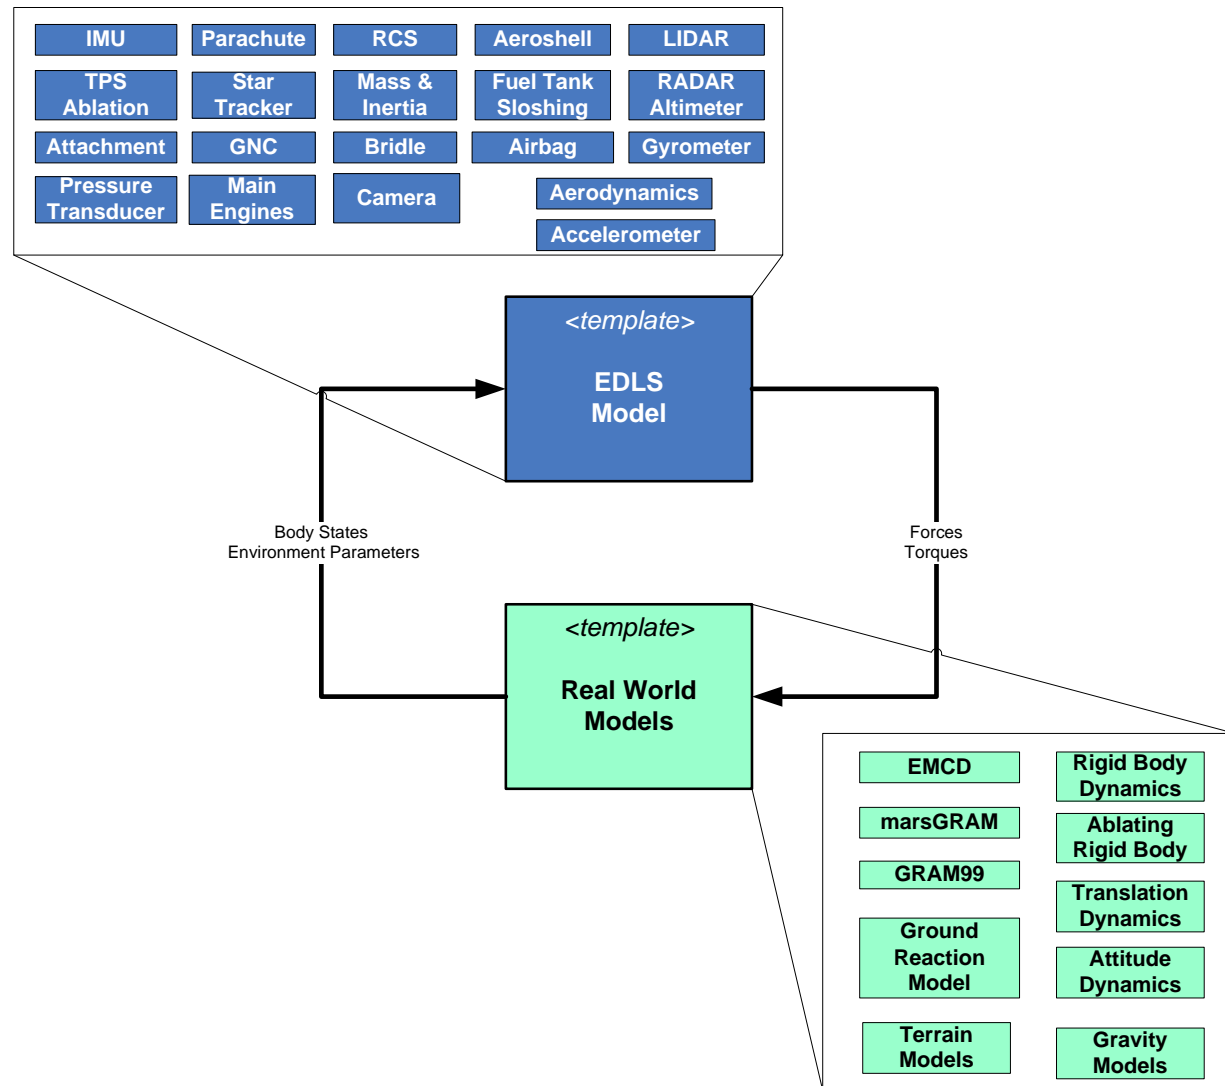 IMU
Parachute
RCS
Aeroshell
LIDAR
TPS
Ablation
Star
Tracker
Mass &
Inertia
Fuel Tank
Sloshing
RADAR
Altimeter
Attachment
GNC
Bridle
Airbag
Gyrometer
Pressure
Transducer
Main
Engines
Camera
Aerodynamics
Accelerometer
<template>
EDLS
Model
Body States
Environment Parameters
Forces
Torques
<template>
Real World
Models
EMCD
marsGRAM
GRAM99
Ground
Reaction
Model
Terrain
Models
Rigid Body
Dynamics
Ablating
Rigid Body
Translation
Dynamics
Attitude
Dynamics
Gravity
Models